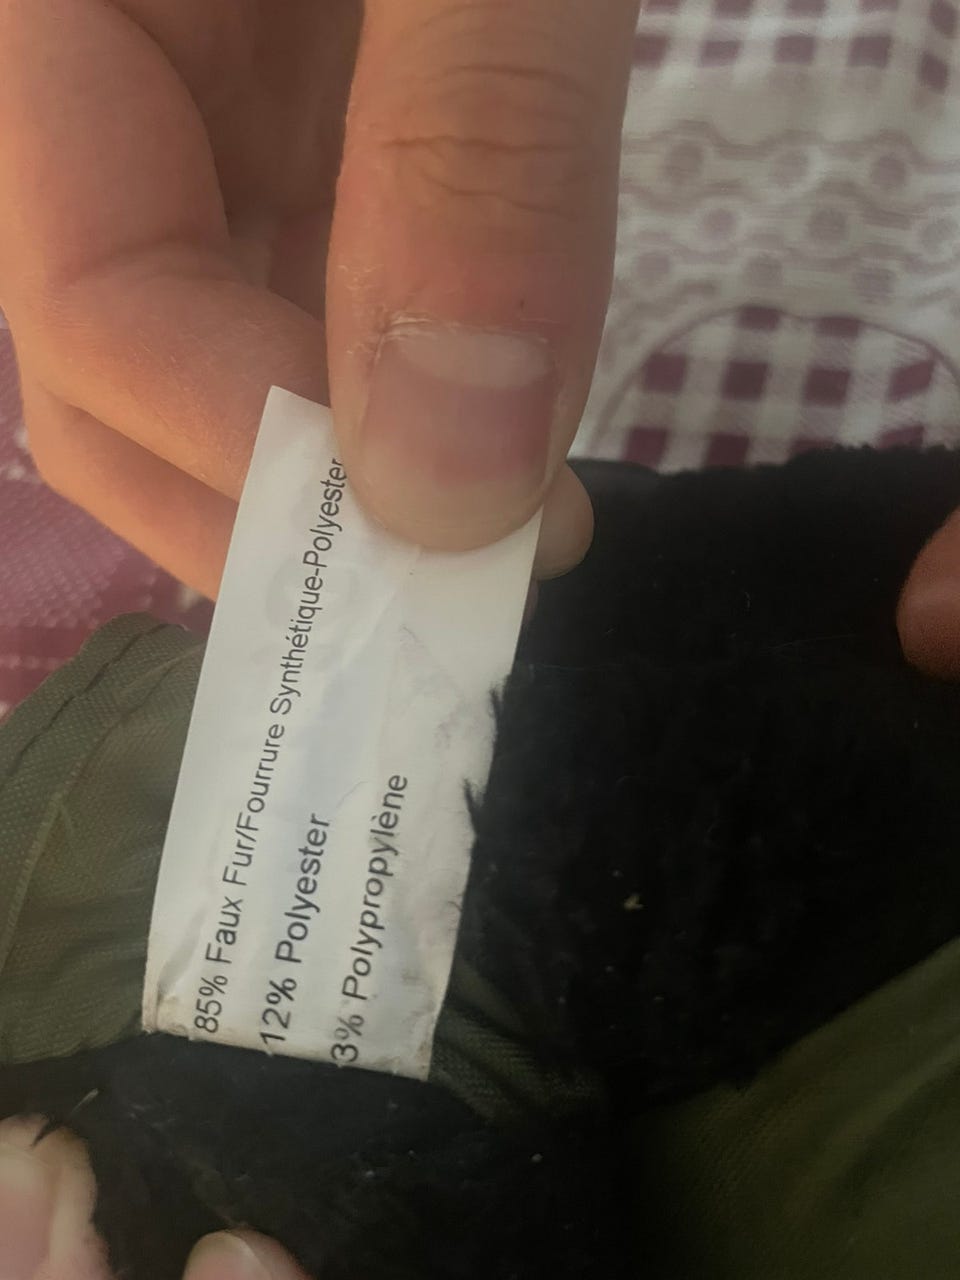 85% Faux Fur/Fourrure Synthétique-Polyester
12% Polyester
3% Polypropylène